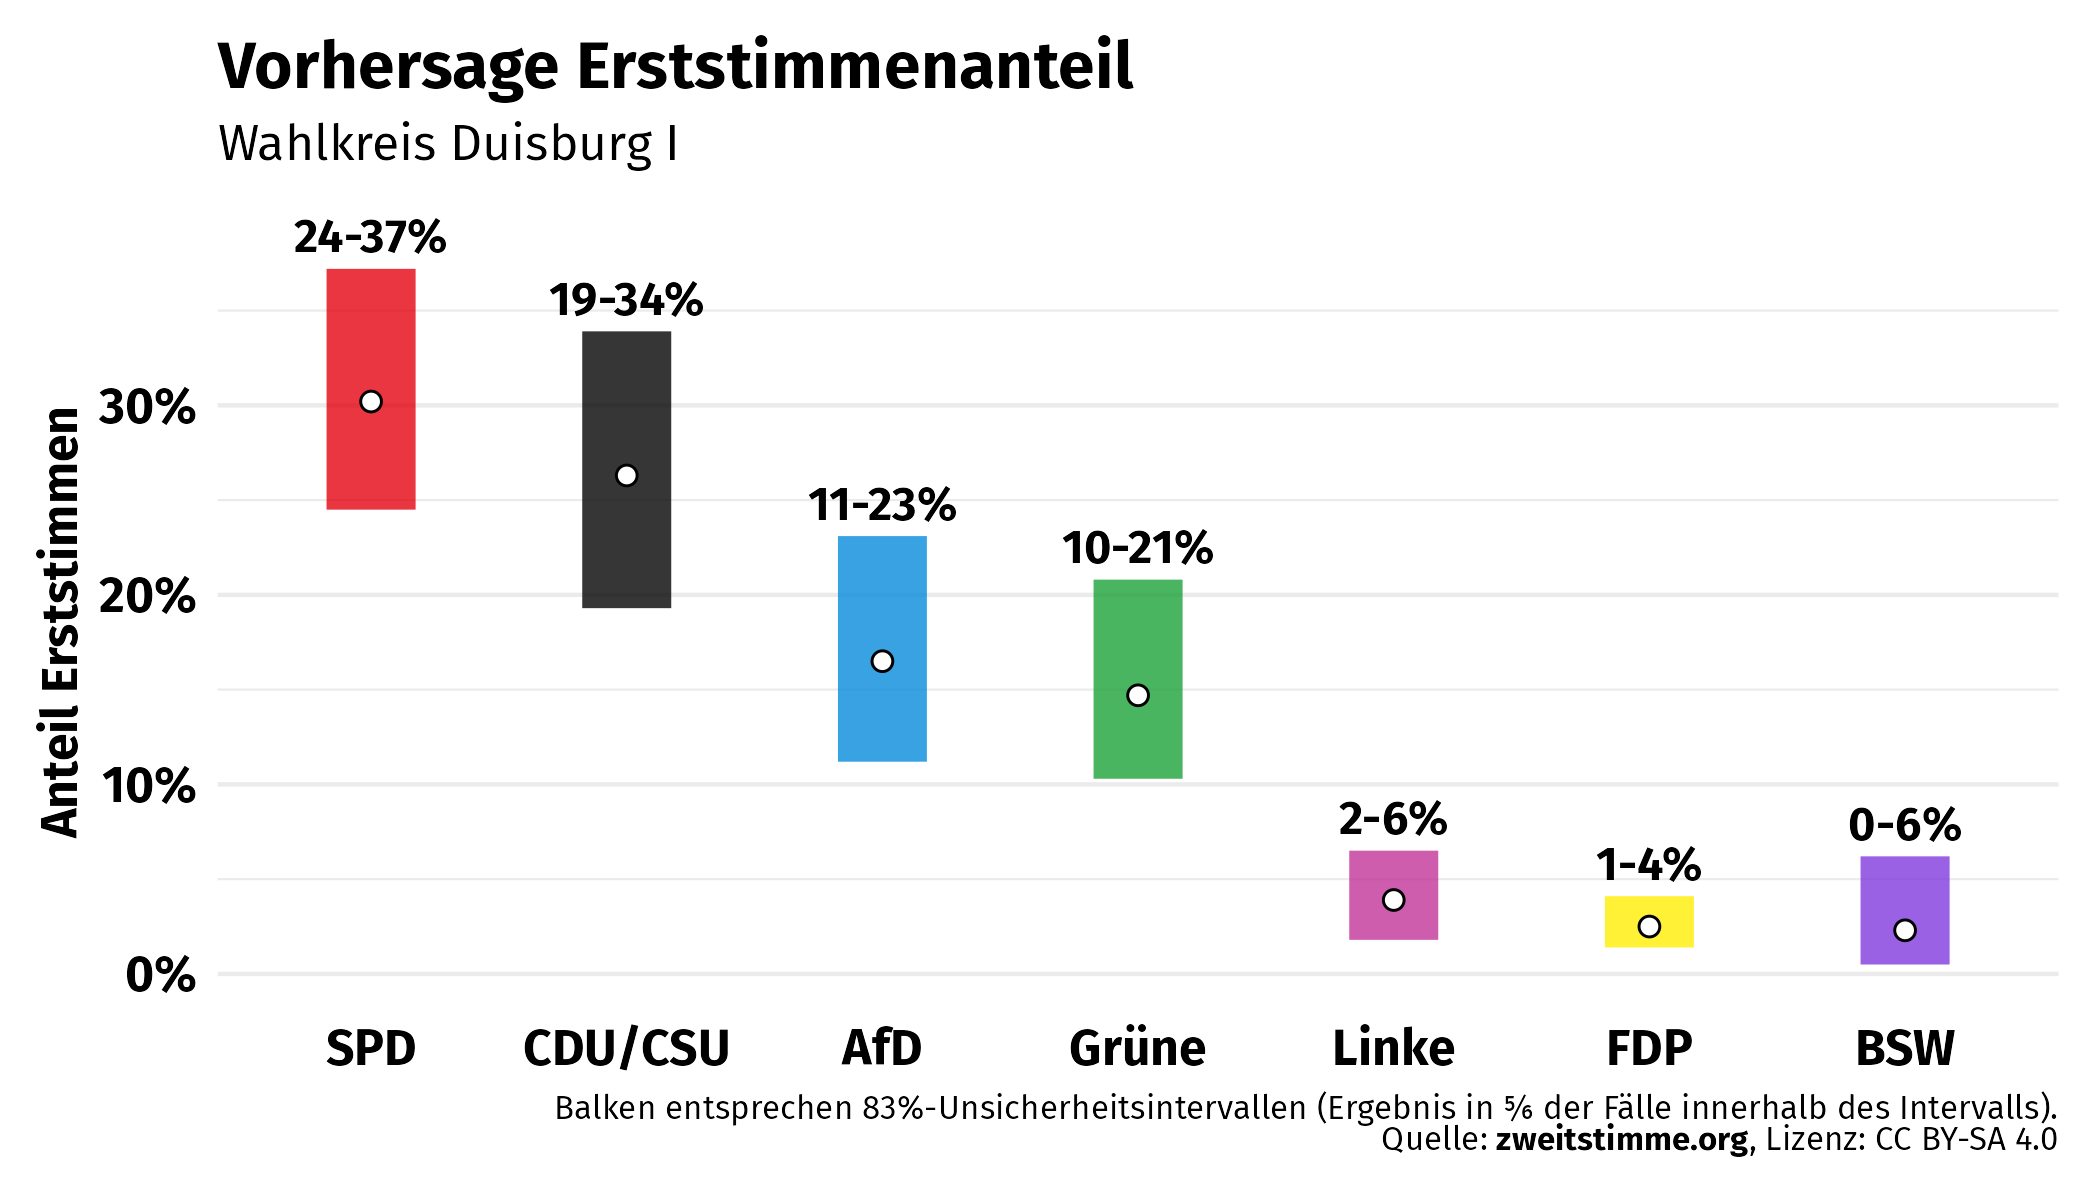 Vorhersage Erststimmenanteil
Wahlkreis Duisburg I
24-37%
19-34%
11-23%
10-21%
2-6%
1-4%
0-6%
Anteil Erststimmen
30%
20%
10%
0%
SPD
CDU/CSU
AfD
Grüne
Linke
FDP
BSW
Balken entsprechen 83%-Unsicherheitsintervallen (Ergebnis in ⅚ der Fälle innerhalb des Intervalls).
Quelle: zweitstimme.org, Lizenz: CC BY-SA 4.0